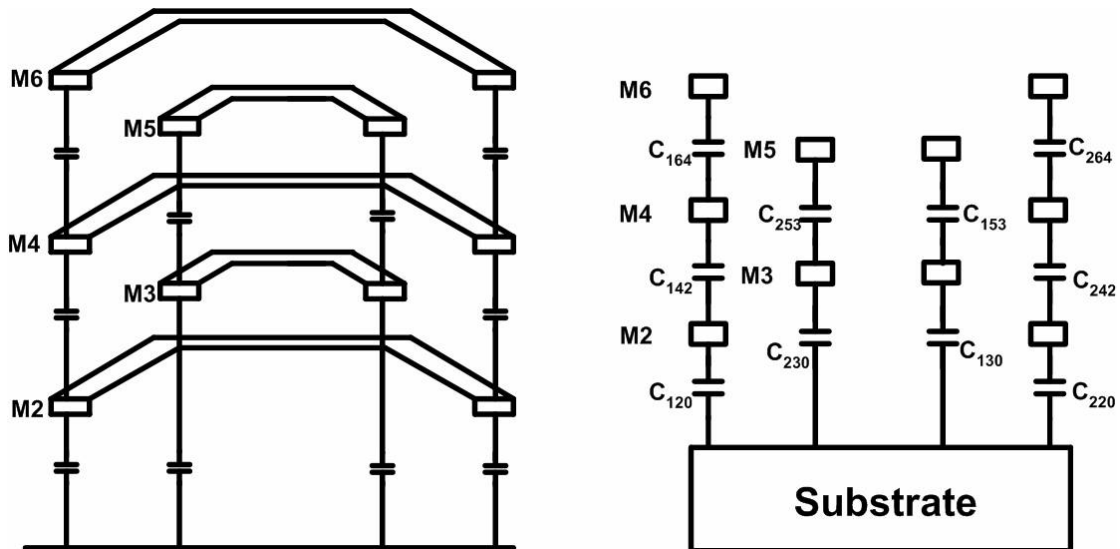 M6
M5
M4
M3
M2
M6
C164 M5 C264
M4 C253 C153
C142 M3 C242
M2
C230 C130
C120 C220
Substrate